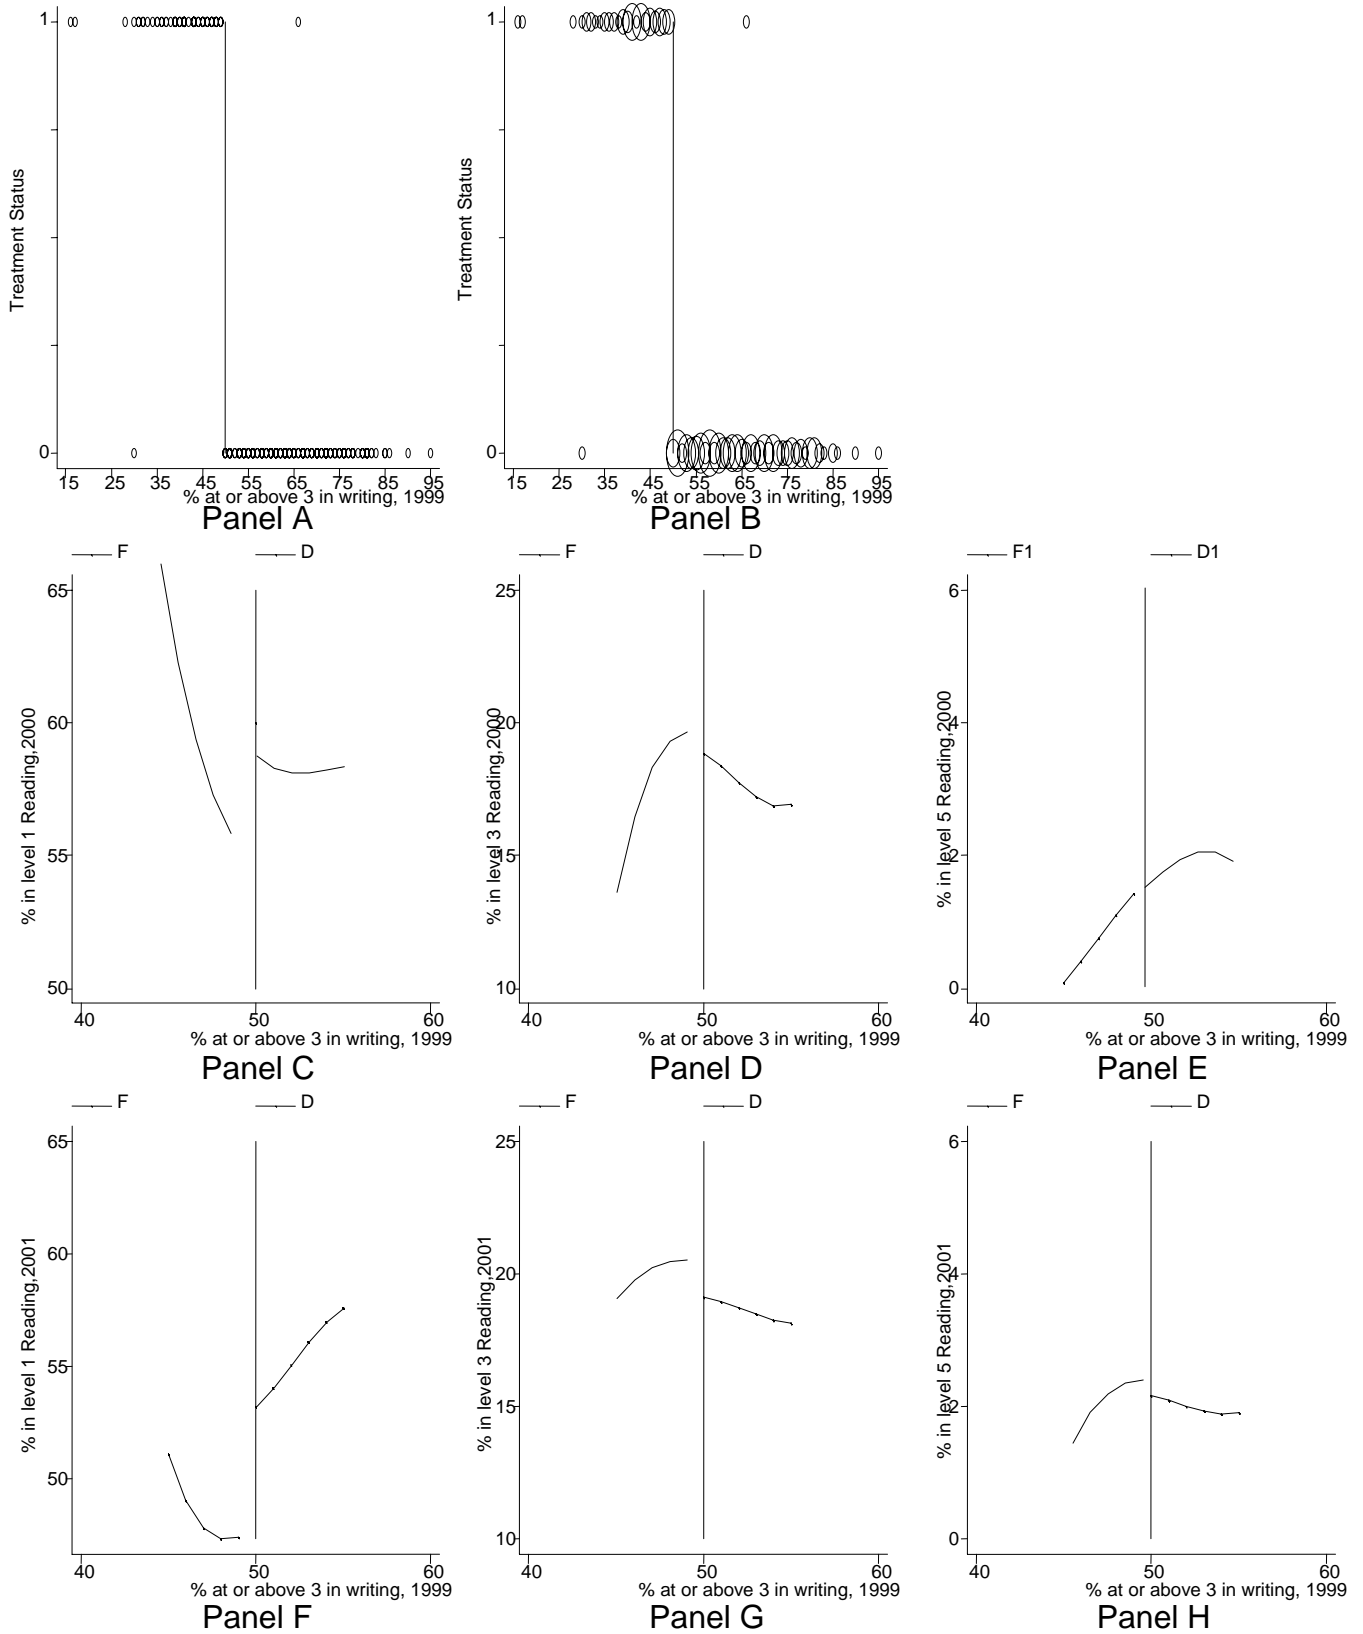 1
0
Treatment Status
15 25 35 45 55 65 75 85 95
% at or above 3 in writing, 1999
Panel A
1
0
Treatment Status
15 25 35 45 55 65 75 85 95
% at or above 3 in writing, 1999
Panel B
F D
65
60
55
50
% in level 1 Reading,2000
40 50 60
% at or above 3 in writing, 1999
Panel C
F D
25
20
15
10
% in level 3 Reading,2000
40 50 60
% at or above 3 in writing, 1999
Panel D
F1 D1
6
4
2
0
% in level 5 Reading,2000
40 50 60
% at or above 3 in writing, 1999
Panel E
F D
65
60
55
50
% in level 1 Reading,2001
40 50 60
% at or above 3 in writing, 1999
Panel F
F D
25
20
15
10
% in level 3 Reading,2001
40 50 60
% at or above 3 in writing, 1999
Panel G
F D
6
4
2
0
% in level 5 Reading,2001
40 50 60
% at or above 3 in writing, 1999
Panel H